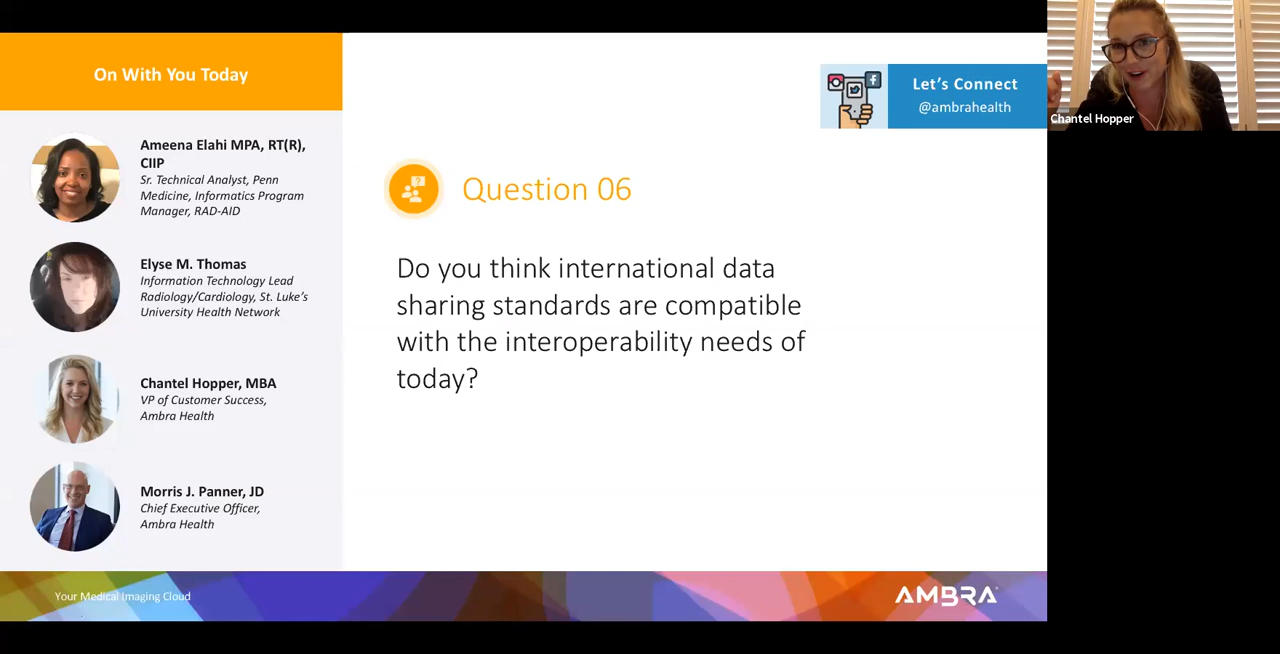 On With You Today
Ameena Elahi MPA, RT(R),
CIIP
Sr. Technical Analyst, Penn
Medicine, Informatics Program
Manager, RAD-AID
Elyse M. Thomas
Information Technology Lead
Radiology/Cardiology, St. Luke’s
University Health Network
Chantel Hopper, MBA
VP of Customer Success,
Ambra Health
Morris J. Panner, JD
Chief Executive Officer,
Ambra Health
Let’s Connect
@ambrahealth
Chantel Hopper
Question 06
Do you think international data
sharing standards are compatible
with the interoperability needs of
today?
Your Medical Imaging Cloud
AMBRA